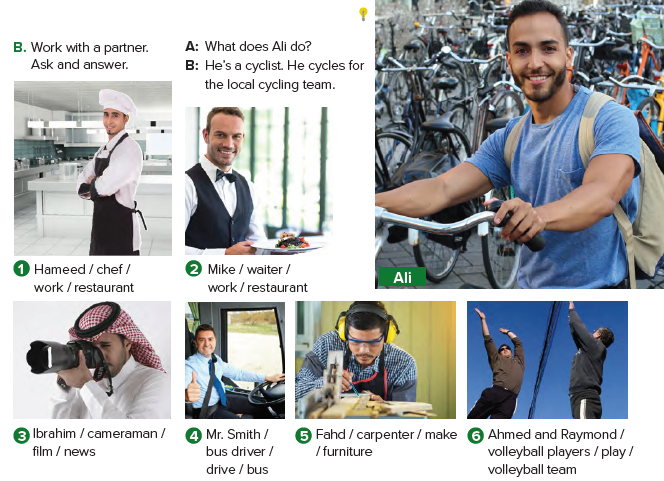 B. Work with a partner.
Ask and answer.
A: What does Ali do?
B: He's a cyclist. He cycles for
the local cycling team.
Ali
1 Hameed / chef /
work / restaurant
2 Mike / waiter /
work / restaurant
3 Ibrahim / cameraman /
film / news
4 Mr. Smith /
bus driver /
drive / bus
5 Fahd / carpenter / make
/ furniture
6 Ahmed and Raymond /
volleyball players / play /
volleyball team